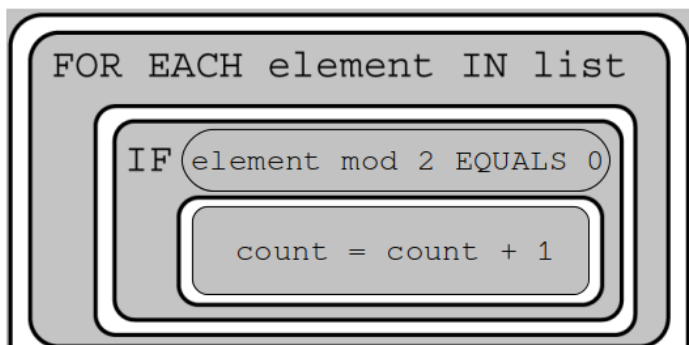 FOR EACH element IN list
IF element mod 2 EQUALS 0
count = count + 1